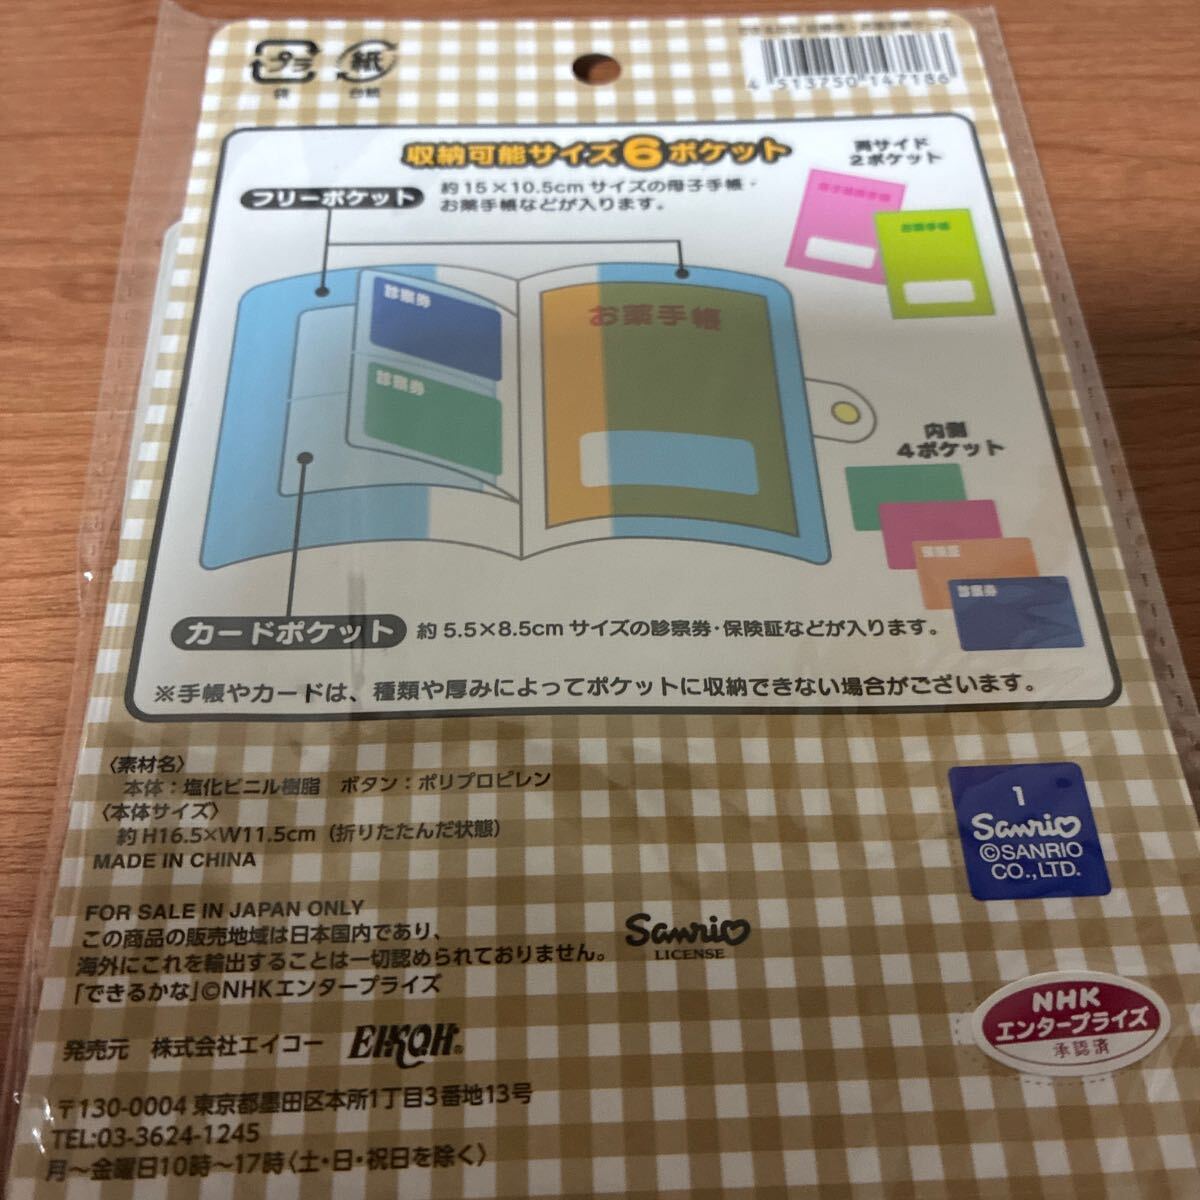 プラ
紙
袋
台紙
4 513750 147186
収納可能サイズ6ポケット
両サイド
2ポケット
フリーポケット
約15×10.5cmサイズの母子手帳・
お薬手帳などが入ります。
お薬手帳
診察券
診察券
お薬手帳
内側
4ポケット
保険証
診察券
カードポケット
約5.5×8.5cmサイズの診察券・保険証などが入ります。
※手帳やカードは、種類や厚みによってポケットに収納できない場合がございます。
〈素材名〉
本体：塩化ビニル樹脂　ボタン：ポリプロピレン
〈本体サイズ〉
約H16.5×W11.5cm（折りたたんだ状態）
MADE IN CHINA
1
Sanrio
©SANRIO
CO.,LTD.
FOR SALE IN JAPAN ONLY
この商品の販売地域は日本国内であり、
海外にこれを輸出することは一切認められておりません。
「できるかな」©NHKエンタープライズ
Sanrio
LICENSE
NHK
エンタープライズ
承認済
発売元　株式会社エイコー　EIKOH®
〒130-0004 東京都墨田区本所1丁目3番地13号
TEL:03-3624-1245
月～金曜日10時～17時〈土・日・祝日を除く〉